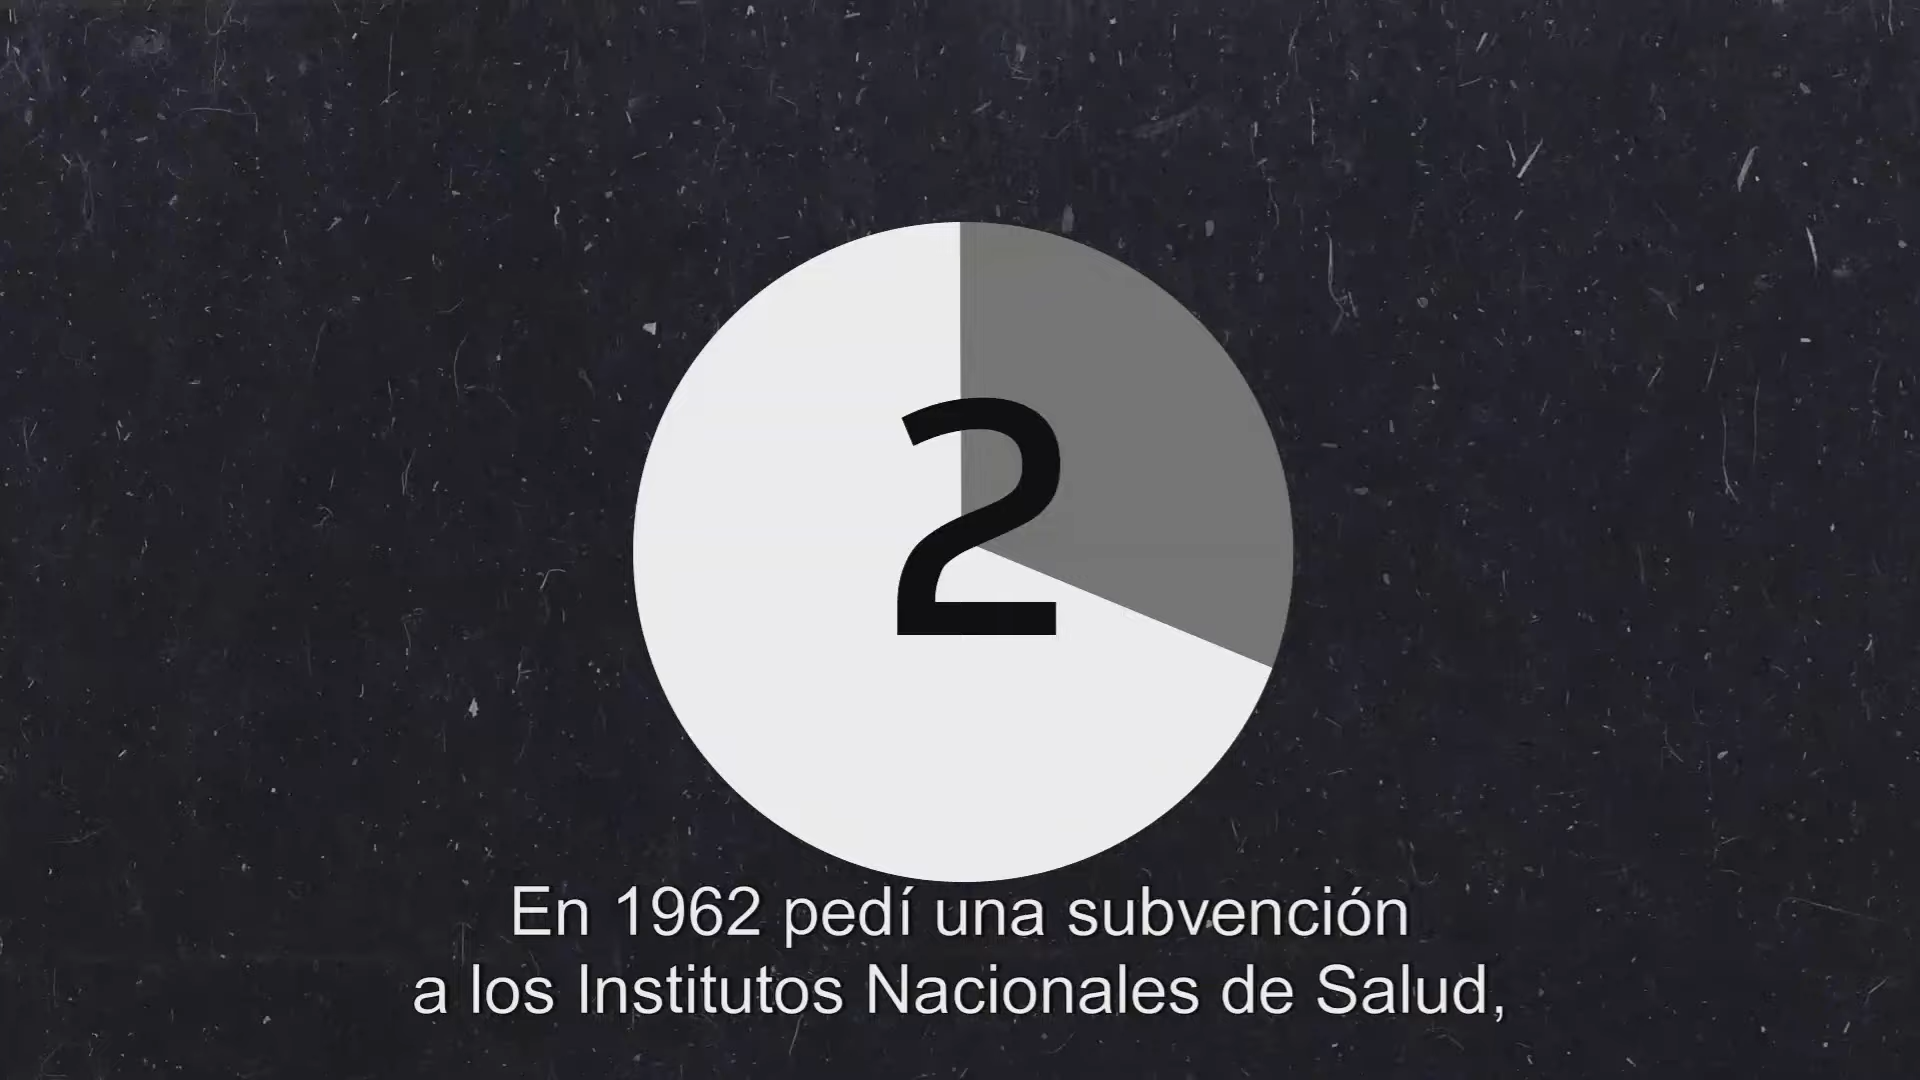 2
En 1962 pedí una subvención
a los Institutos Nacionales de Salud,